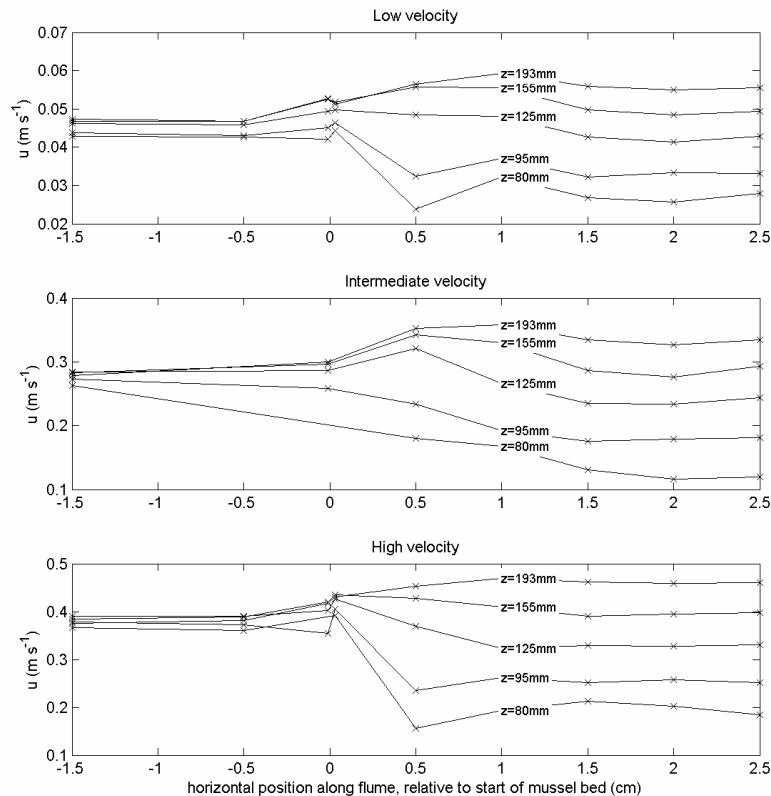 Low velocity
0.07
0.06
0.05
0.04
0.03
0.02
u (m s-1)
z=193mm
z=155mm
z=125mm
z=95mm
z=80mm
-1.5 -1 -0.5 0 0.5 1 1.5 2 2.5
Intermediate velocity
0.4
0.3
0.2
0.1
u (m s-1)
z=193mm
z=155mm
z=125mm
z=95mm
z=80mm
-1.5 -1 -0.5 0 0.5 1 1.5 2 2.5
High velocity
0.5
0.4
0.3
0.2
0.1
u (m s-1)
z=193mm
z=155mm
z=125mm
z=95mm
z=80mm
-1.5 -1 -0.5 0 0.5 1 1.5 2 2.5
horizontal position along flume, relative to start of mussel bed (cm)